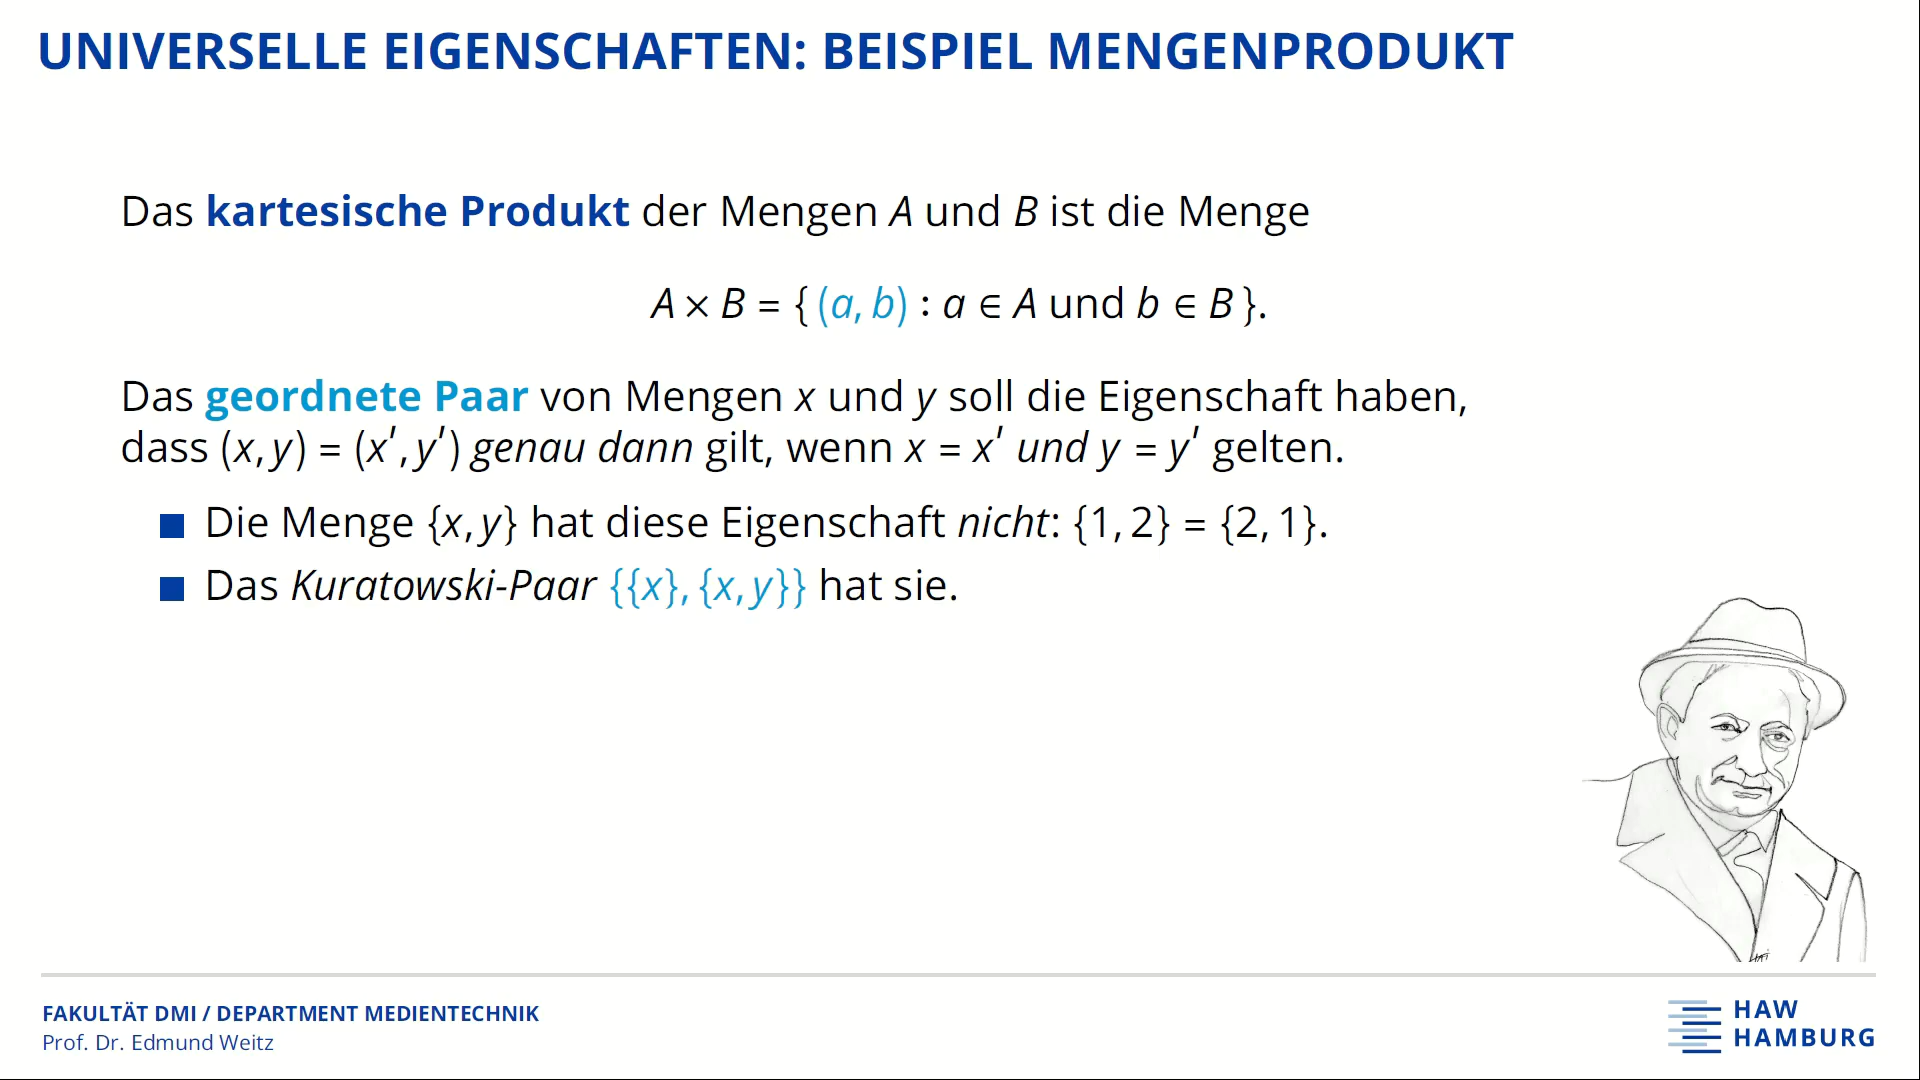 UNIVERSELLE EIGENSCHAFTEN: BEISPIEL MENGENPRODUKT
Das kartesische Produkt der Mengen A und B ist die Menge
A × B = { (a, b) : a ∈ A und b ∈ B }.
Das geordnete Paar von Mengen x und y soll die Eigenschaft haben,
dass (x, y) = (x′, y′) genau dann gilt, wenn x = x′ und y = y′ gelten.
■ Die Menge {x, y} hat diese Eigenschaft nicht: {1, 2} = {2, 1}.
■ Das Kuratowski-Paar {{x}, {x, y}} hat sie.
FAKULTÄT DMI / DEPARTMENT MEDIENTECHNIK
Prof. Dr. Edmund Weitz
HAW
HAMBURG